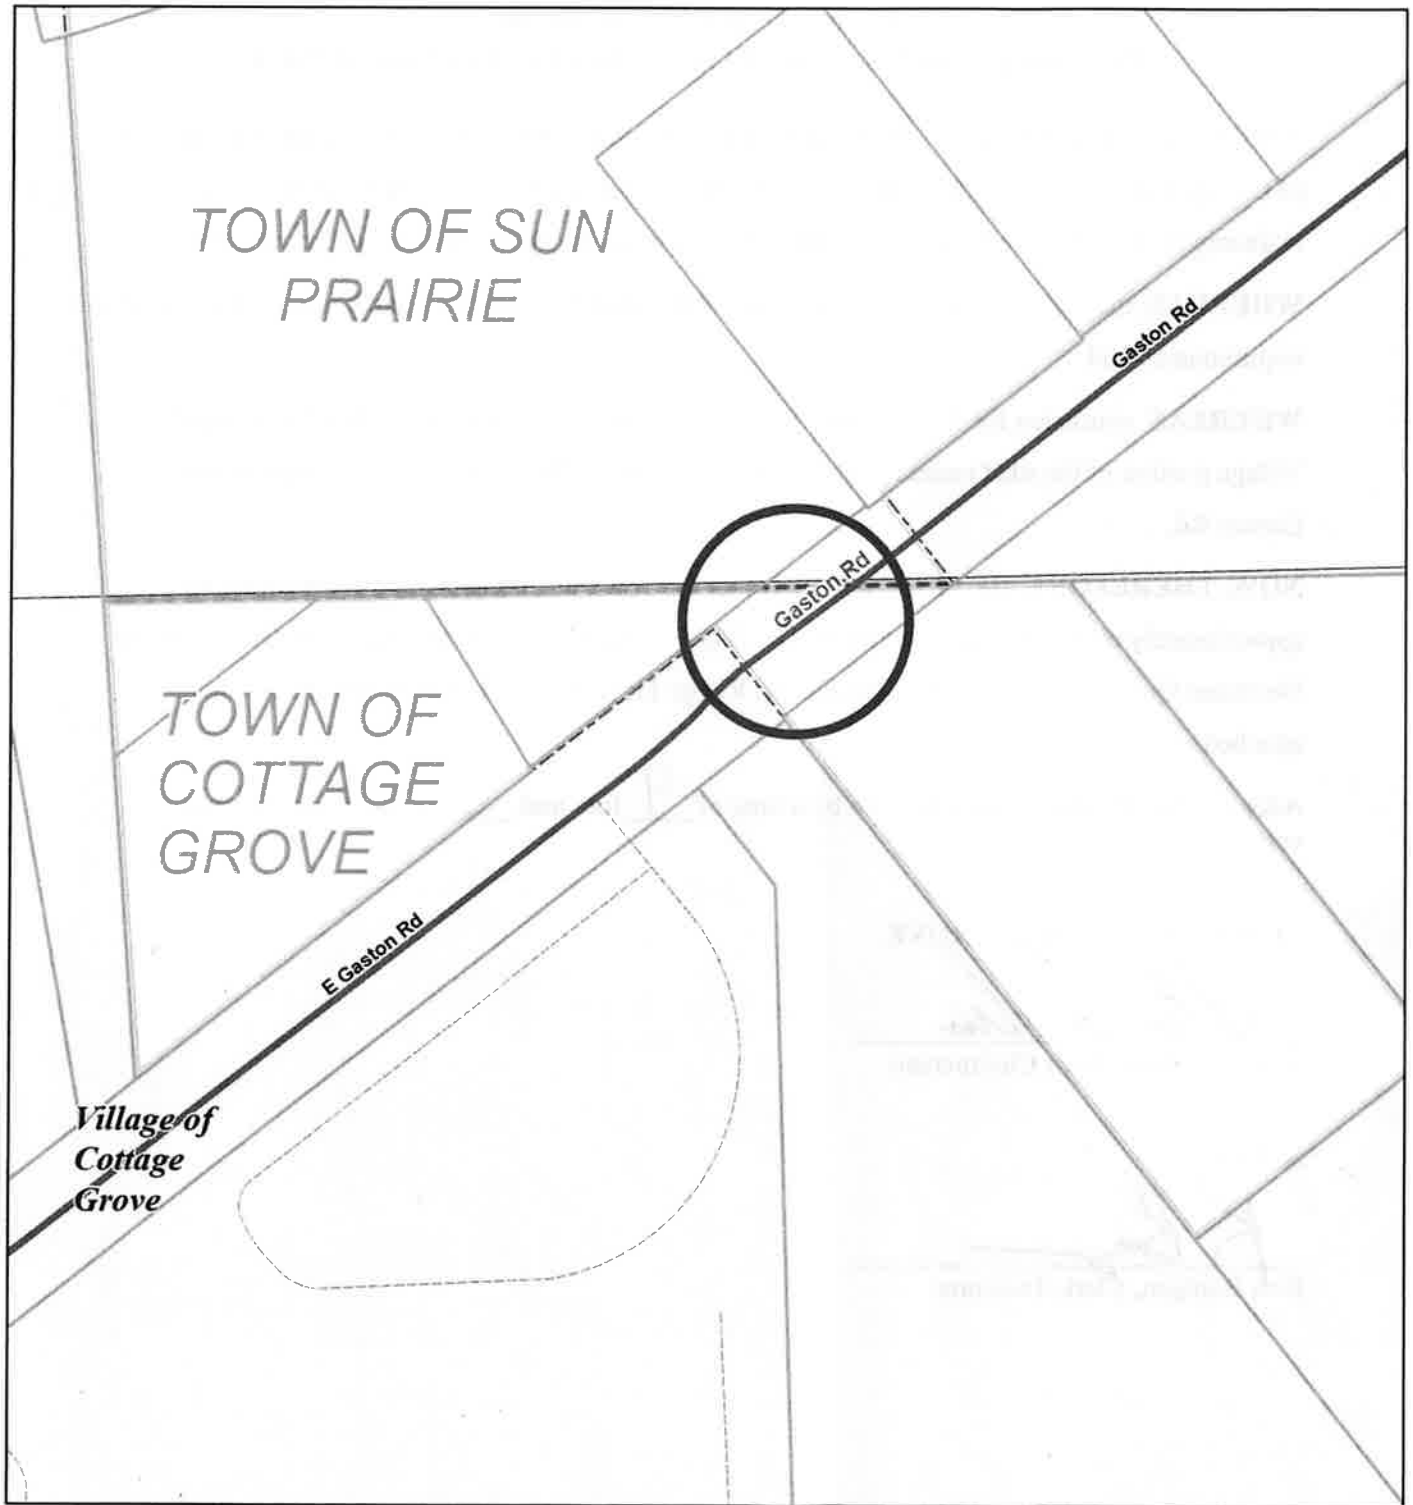 TOWN OF SUN
PRAIRIE
Gaston Rd
Gaston Rd
TOWN OF
COTTAGE
GROVE
E Gaston Rd
Village of
Cottage
Grove